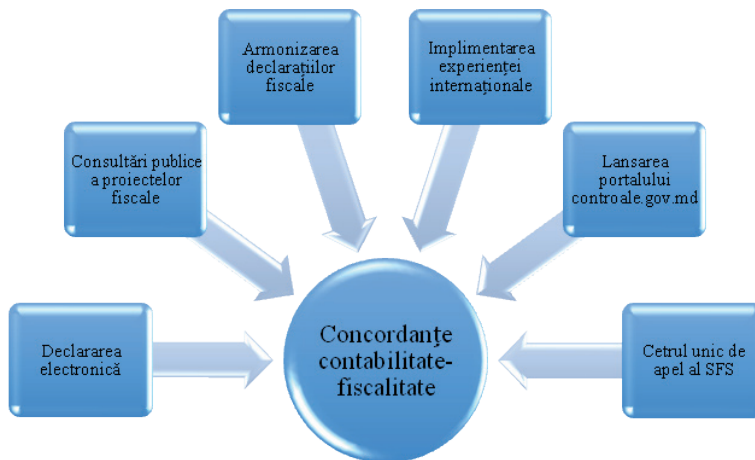 Armonizarea
declarațiilor
fiscale
Implimentarea
experienței
internaționale
Consultări publice
a proiectelor
fiscale
Lansarea
portalului
controale.gov.md
Declararea
electronică
Concordanțe
contabilitate-
fiscalitate
Cetrul unic de
apel al SFS